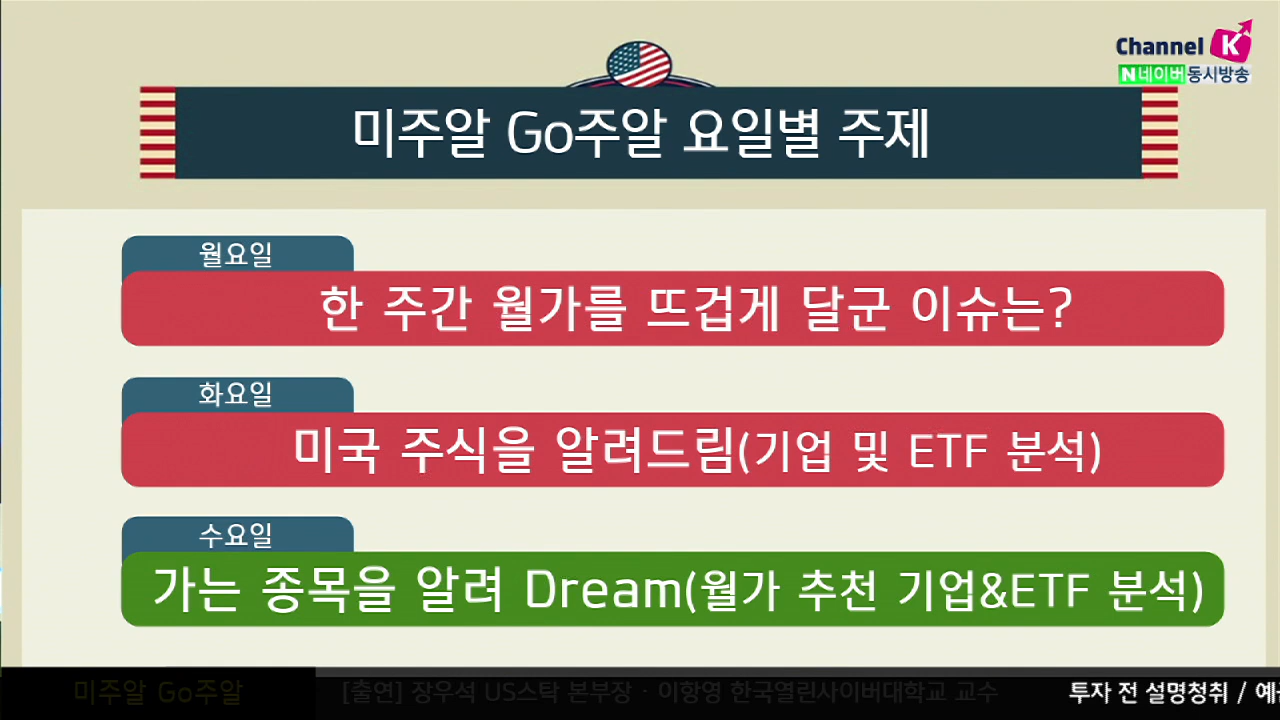 Channel K
N네이버 동시방송
미주알 Go주알 요일별 주제
월요일
한 주간 월가를 뜨겁게 달군 이슈는?
화요일
미국 주식을 알려드림(기업 및 ETF 분석)
수요일
가는 종목을 알려 Dream(월가 추천 기업&ETF 분석)
미주알 Go주알
[출연] 장우석 US스탁 본부장 · 이항영 한국열린사이버대학교 교수
투자 전 설명청취 /